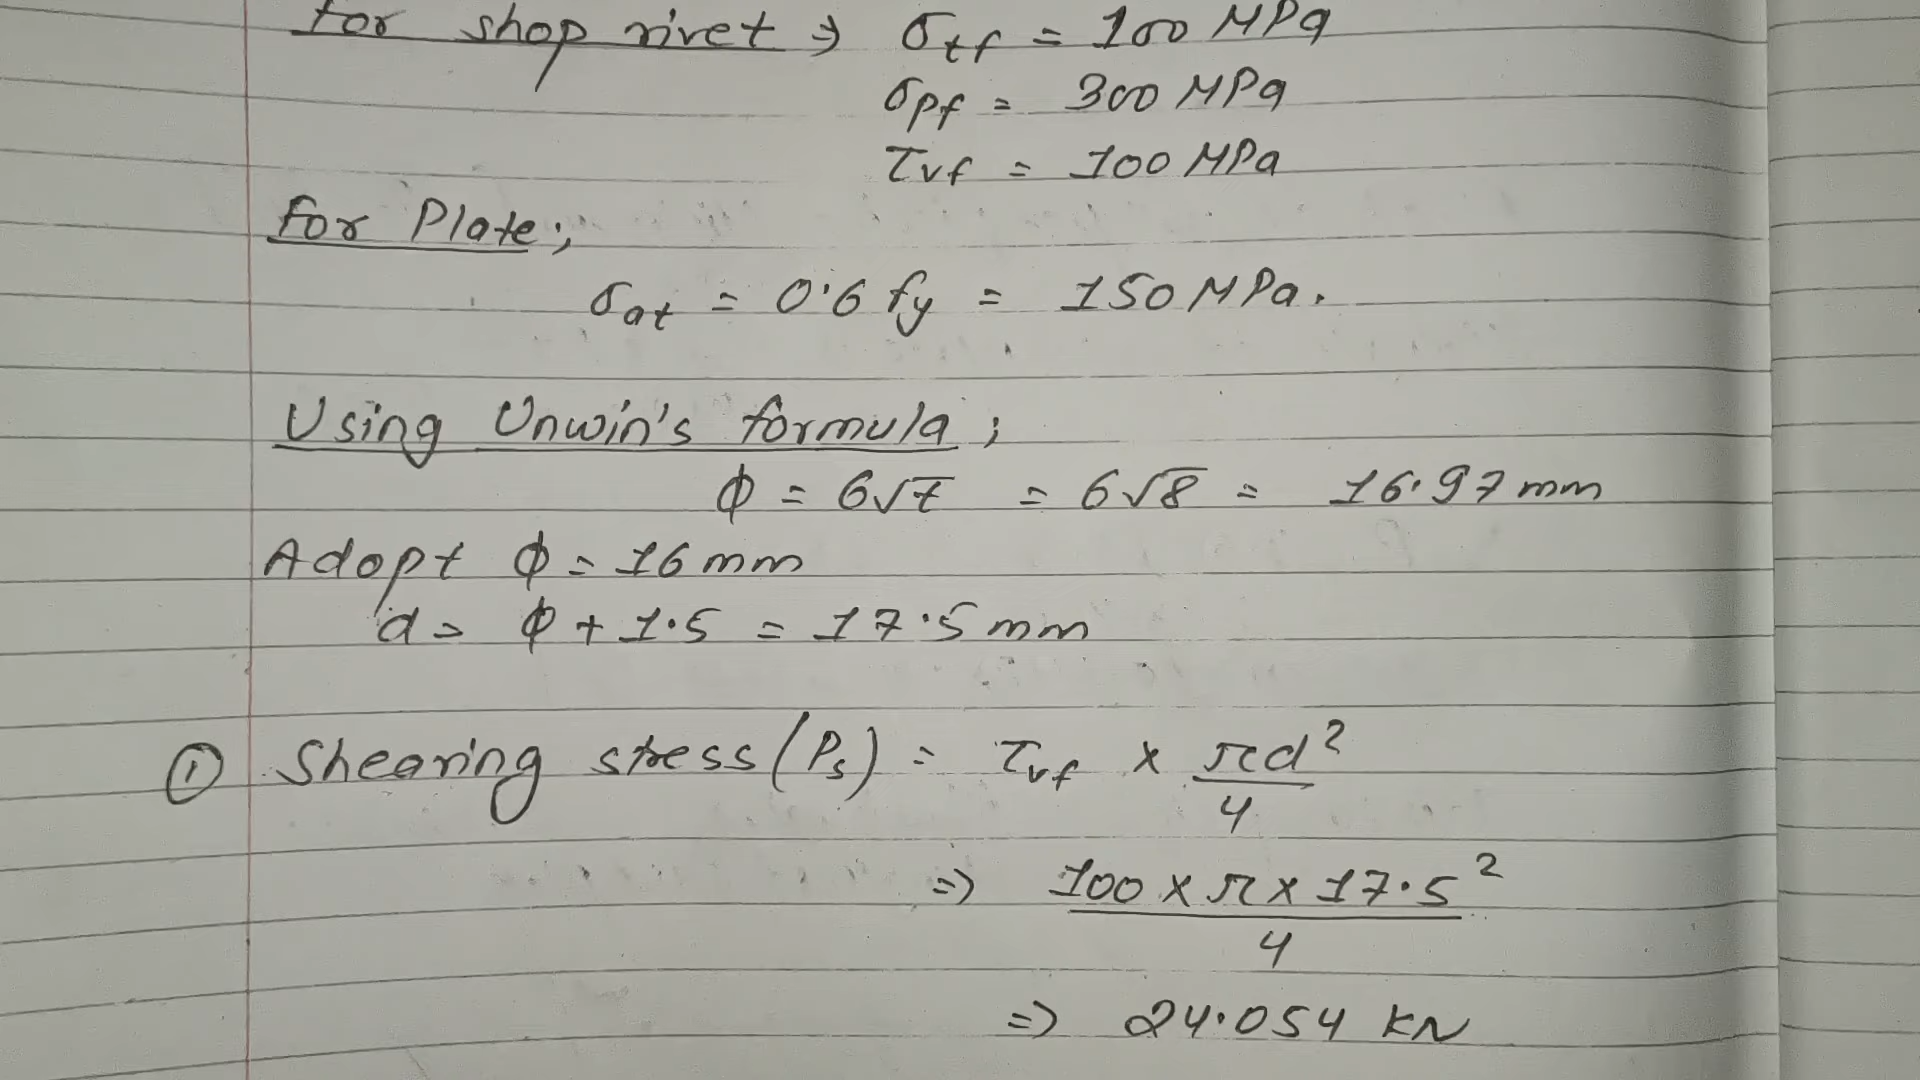 for shop rivet ⇒ σtf = 100 MPa
σpf = 300 MPa
τvf = 100 MPa
for Plate;
σat = 0.6 fy = 150 MPa.
Using Unwin's formula;
ϕ = 6√t = 6√8 = 16.97 mm
Adopt ϕ = 16 mm
d = ϕ + 1.5 = 17.5 mm
① Shearing stress (Ps) = τvf × πd²/4
⇒ 100 × π × 17.5²/4
⇒ 24.054 KN